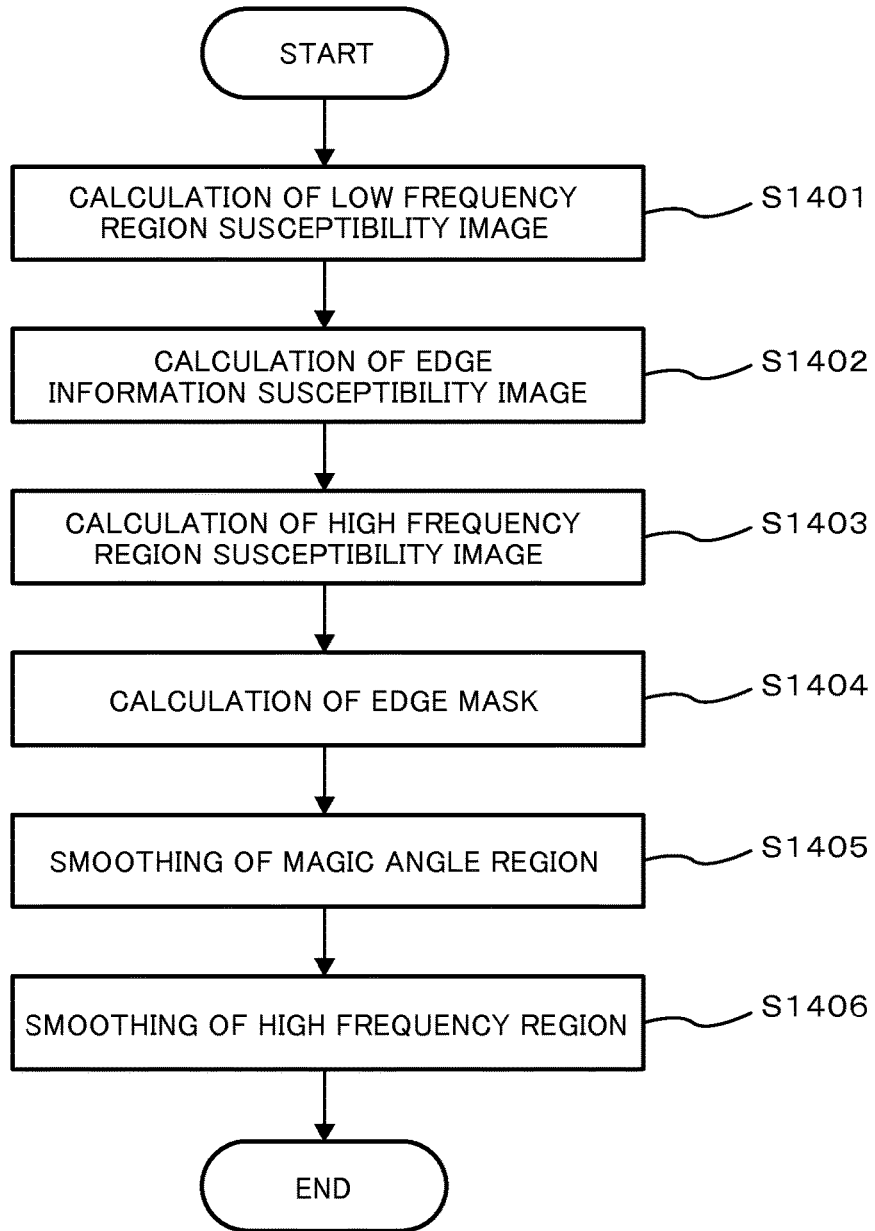 START
CALCULATION OF LOW FREQUENCY
REGION SUSCEPTIBILITY IMAGE
S1401
CALCULATION OF EDGE
INFORMATION SUSCEPTIBILITY IMAGE
S1402
CALCULATION OF HIGH FREQUENCY
REGION SUSCEPTIBILITY IMAGE
S1403
CALCULATION OF EDGE MASK
S1404
SMOOTHING OF MAGIC ANGLE REGION
S1405
SMOOTHING OF HIGH FREQUENCY REGION
S1406
END